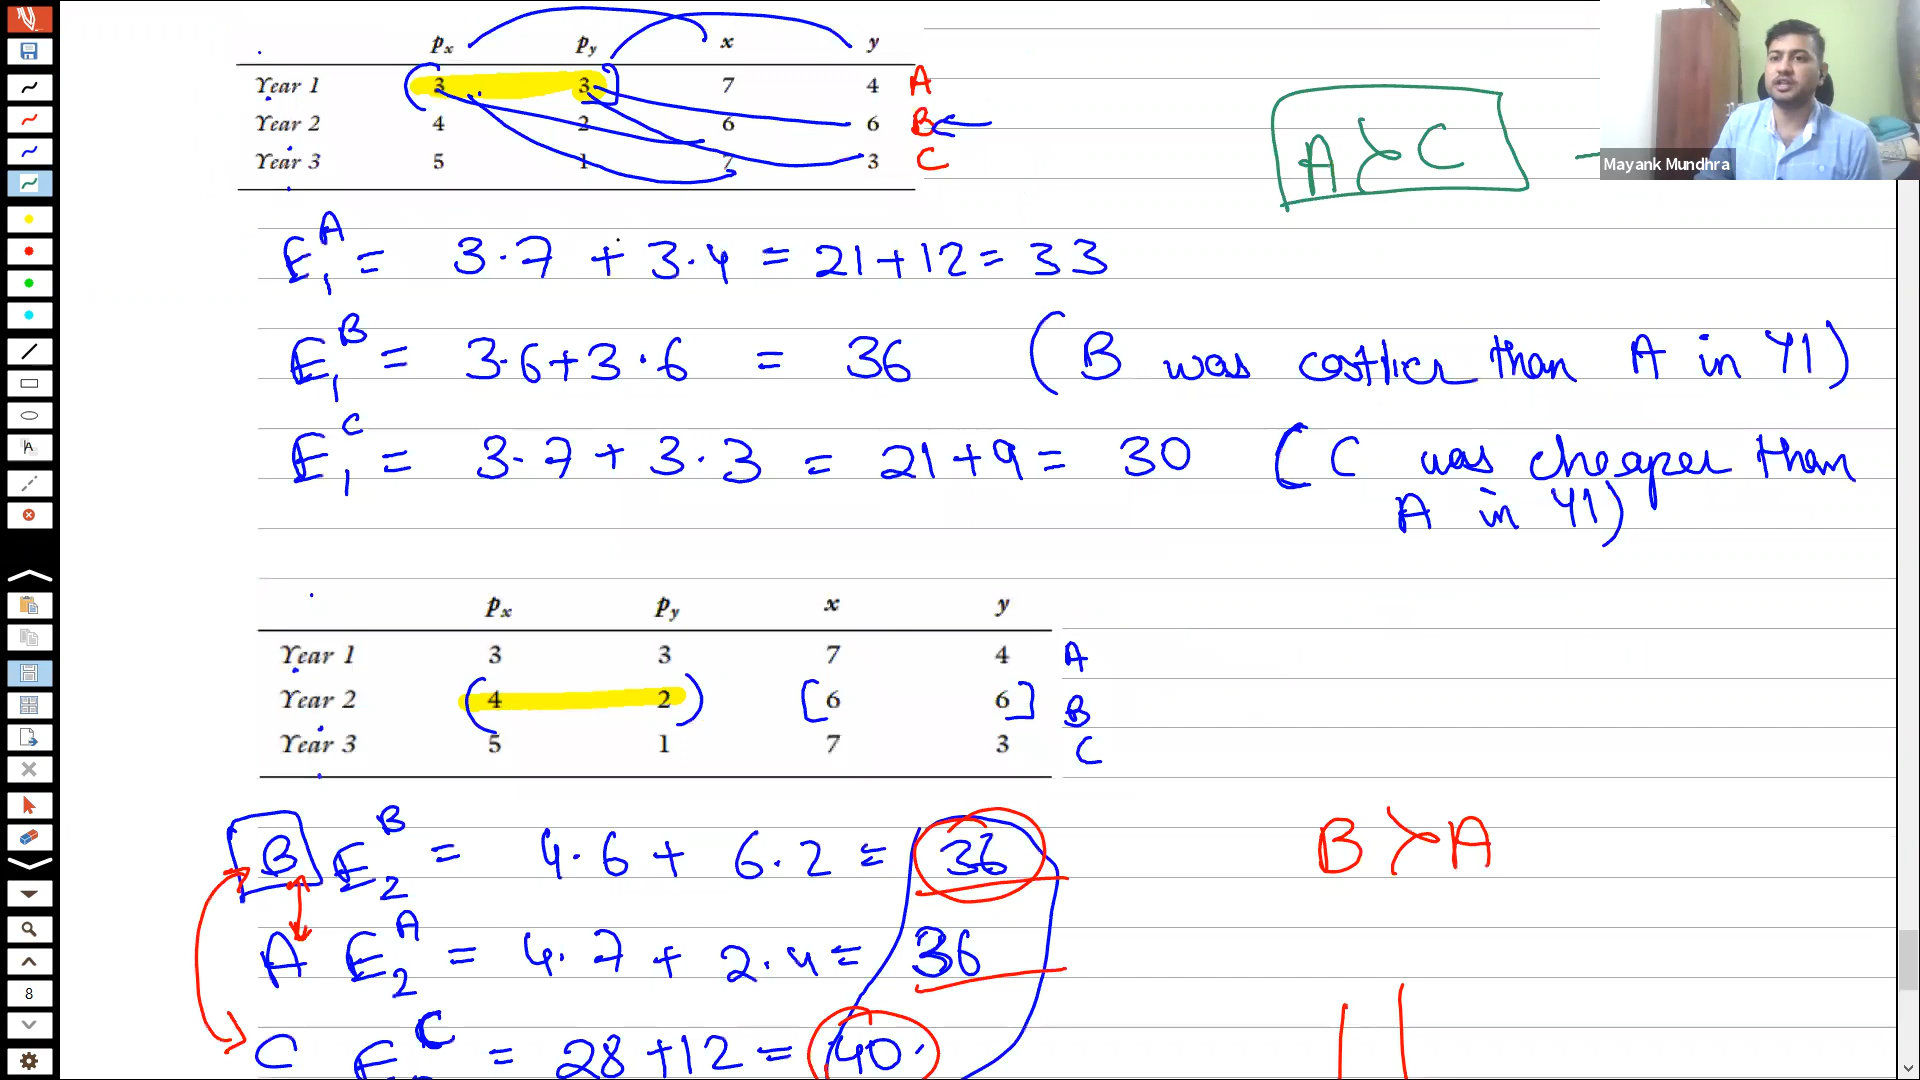 px py x y
Year 1 3 3 7 4 A
Year 2 4 2 6 6 B
Year 3 5 1 7 3 C
A ≻ C
Mayank Mundhra
E₁ᴬ = 3·7 + 3·4 = 21+12 = 33
E₁ᴮ = 3·6+3·6 = 36 (B was costlier than A in Y1)
E₁ᶜ = 3·7+3·3 = 21+9 = 30 (C was cheaper than
A in Y1)
px py x y
Year 1 3 3 7 4 A
Year 2 (4 2) [6 6] B
Year 3 5 1 7 3 C
B E₂ᴮ = 4·6 + 6·2 = 36
B ≻ A
A E₂ᴬ = 4·7 + 2·4 = 36
C E₂ᶜ = 28+12 = 40
8